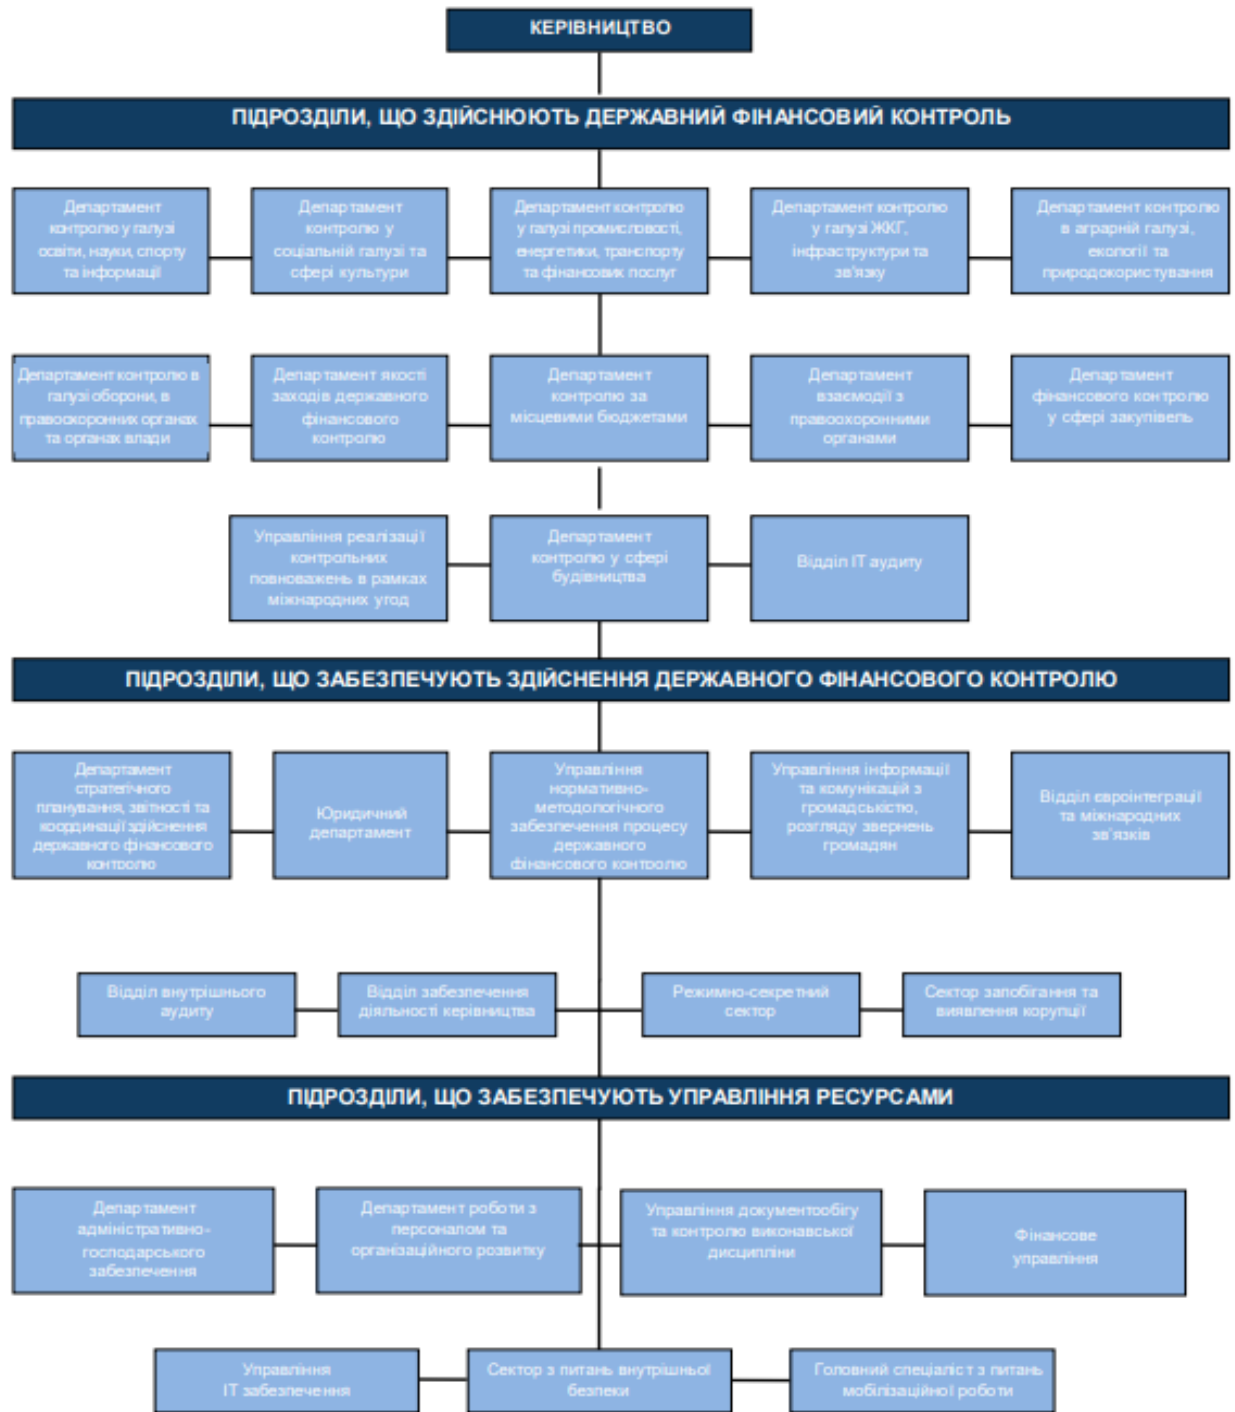 КЕРІВНИЦТВО
ПІДРОЗДІЛИ, ЩО ЗДІЙСНЮЮТЬ ДЕРЖАВНИЙ ФІНАНСОВИЙ КОНТРОЛЬ
Департамент
контролю у галузі
освіти, науки, спорту
та інформації
Департамент
контролю у
соціальній галузі та
сфері культури
Департамент контролю
у галузі промисловості,
енергетики, транспорту
та фінансових послуг
Департамент контролю
у галузі ЖКГ,
інфраструктури та
зв'язку
Департамент контролю
в аграрній галузі,
екології та
природокористування
Департамент контролю в
галузі оборони, в
правоохоронних органах
та органах влади
Департамент якості
заходів державного
фінансового
контролю
Департамент
контролю за
місцевими бюджетами
Департамент
взаємодії з
правоохоронними
органами
Департамент
фінансового контролю
у сфері закупівель
Управління реалізації
контрольних
повноважень в рамках
міжнародних угод
Департамент
контролю у сфері
будівництва
Відділ ІТ аудиту
ПІДРОЗДІЛИ, ЩО ЗАБЕЗПЕЧУЮТЬ ЗДІЙСНЕННЯ ДЕРЖАВНОГО ФІНАНСОВОГО КОНТРОЛЮ
Департамент
стратегічного
планування, звітності та
координації здійснення
державного фінансового
контролю
Юридичний
департамент
Управління
нормативно-
методологічного
забезпечення процесу
державного
фінансового контролю
Управління інформації
та комунікацій з
громадськістю,
розгляду звернень
громадян
Відділ євроінтеграції
та міжнародних
зв'язків
Відділ внутрішнього
аудиту
Відділ забезпечення
діяльності керівництва
Режимно-секретний
сектор
Сектор запобігання та
виявлення корупції
ПІДРОЗДІЛИ, ЩО ЗАБЕЗПЕЧУЮТЬ УПРАВЛІННЯ РЕСУРСАМИ
Департамент
адміністративно-
господарського
забезпечення
Департамент роботи з
персоналом та
організаційного розвитку
Управління документообігу
та контролю виконавської
дисципліни
Фінансове
управління
Управління
ІТ забезпечення
Сектор з питань внутрішньої
безпеки
Головний спеціаліст з питань
мобілізаційної роботи